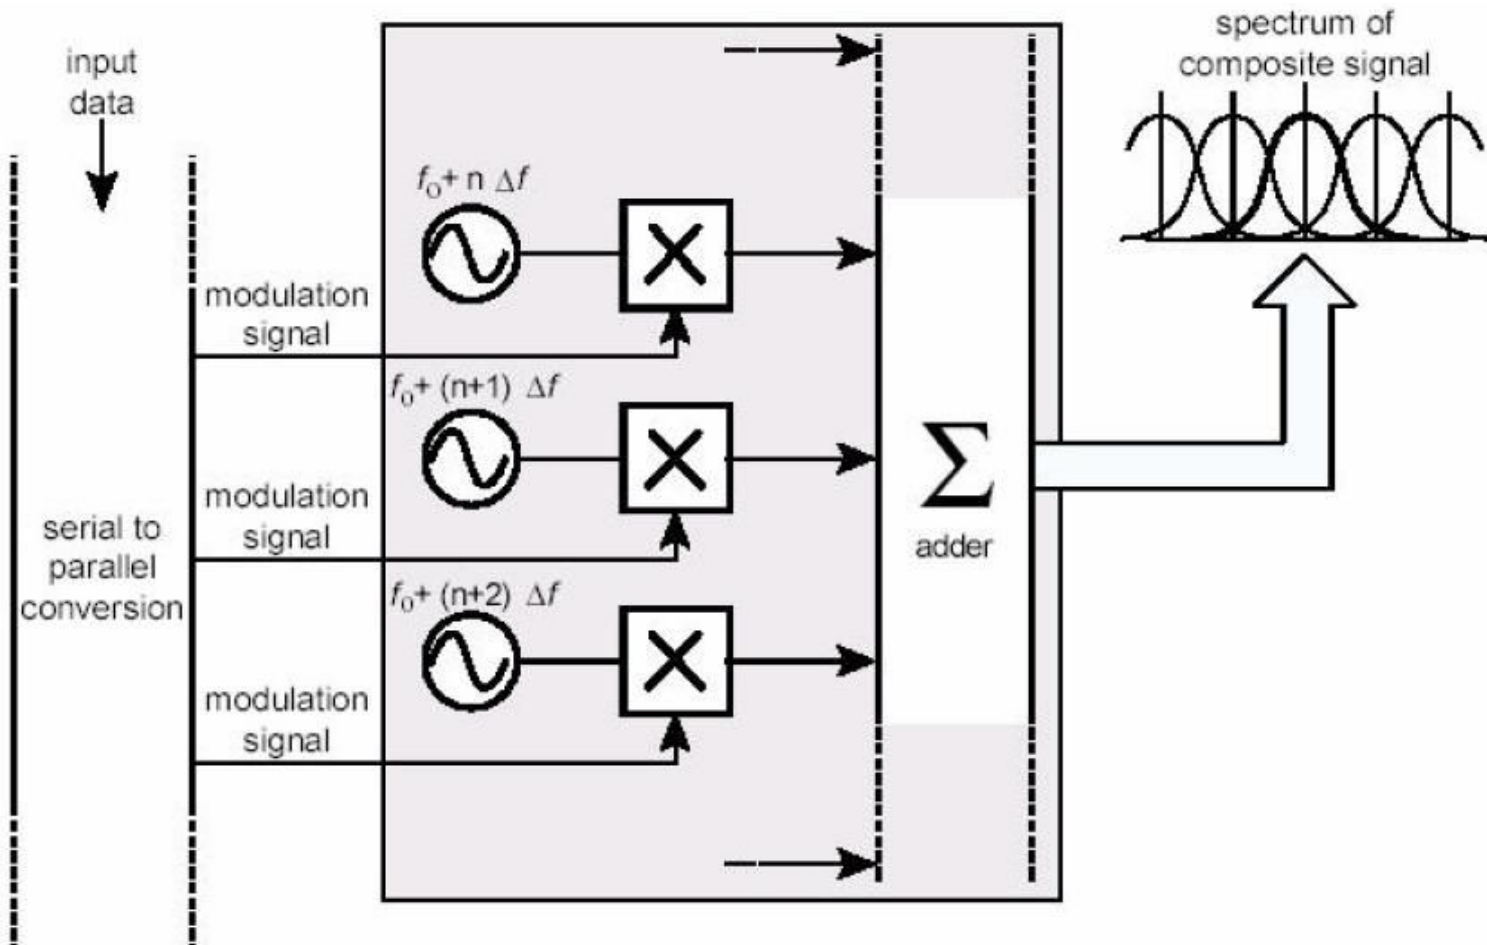 input
data
spectrum of
composite signal
f₀+ n Δf
modulation
signal
f₀+ (n+1) Δf
modulation
signal
serial to
parallel
conversion
Σ
adder
f₀+ (n+2) Δf
modulation
signal